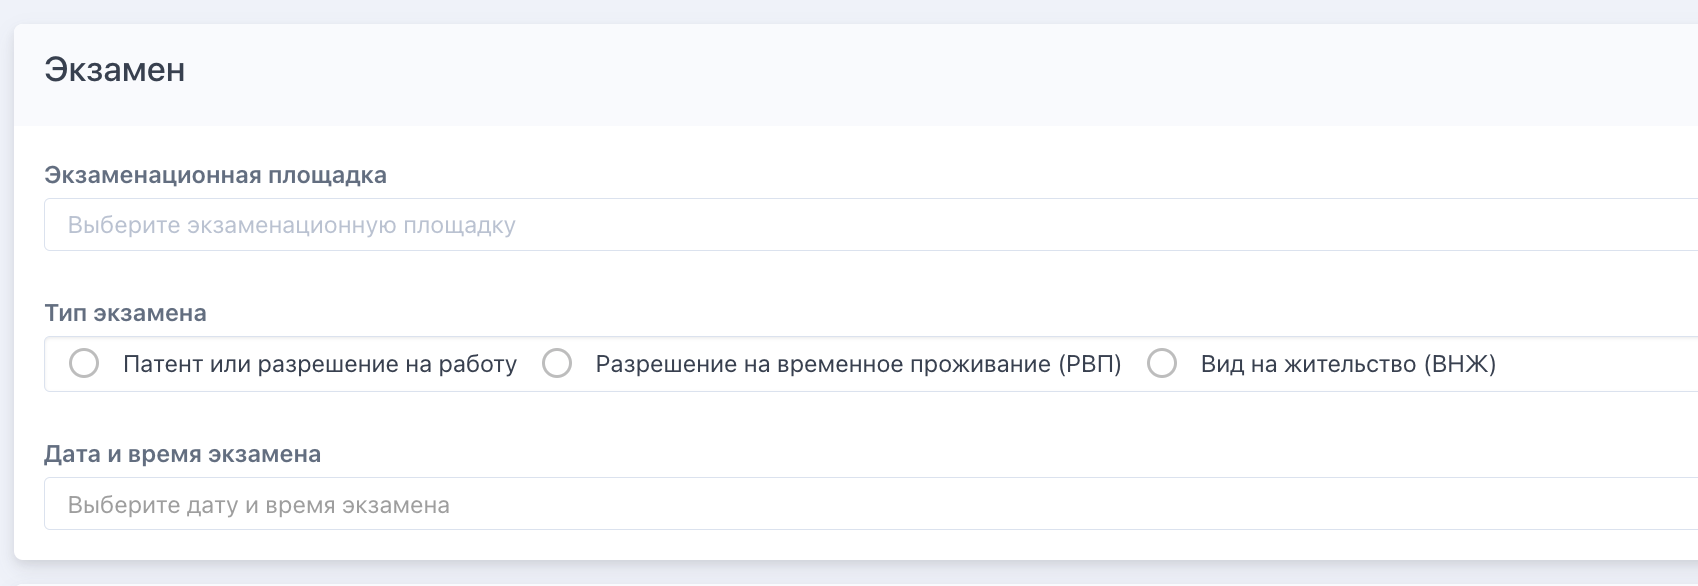 Экзамен
Экзаменационная площадка
Выберите экзаменационную площадку
Тип экзамена
Патент или разрешение на работу Разрешение на временное проживание (РВП) Вид на жительство (ВНЖ)
Дата и время экзамена
Выберите дату и время экзамена